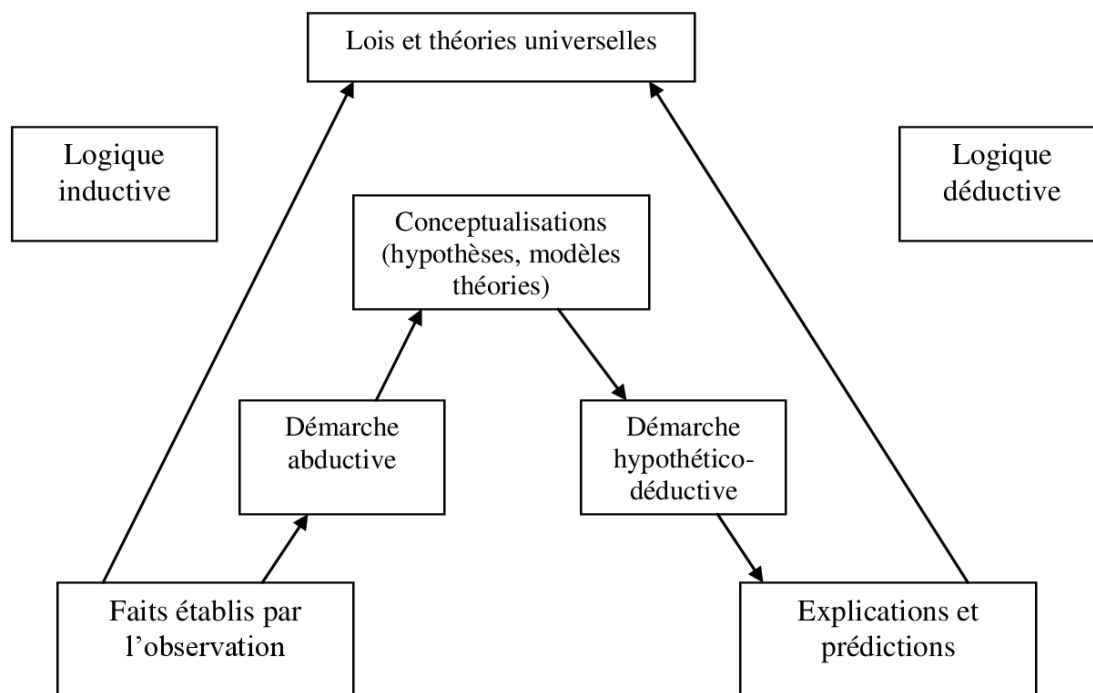 Lois et théories universelles
Logique
inductive
Logique
déductive
Conceptualisations
(hypothèses, modèles
théories)
Démarche
abductive
Démarche
hypothético-
déductive
Faits établis par
l’observation
Explications et
prédictions